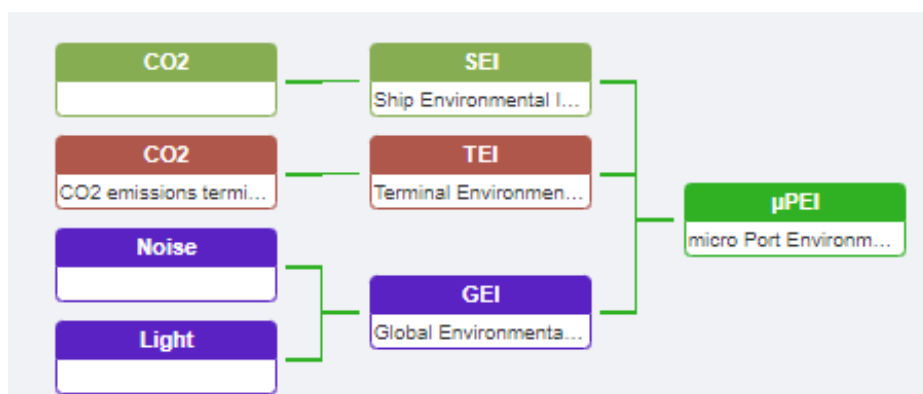 CO2
SEI
Ship Environmental I...
CO2
CO2 emissions termi...
TEI
Terminal Environmen...
µPEI
micro Port Environm...
Noise
GEI
Global Environmenta...
Light